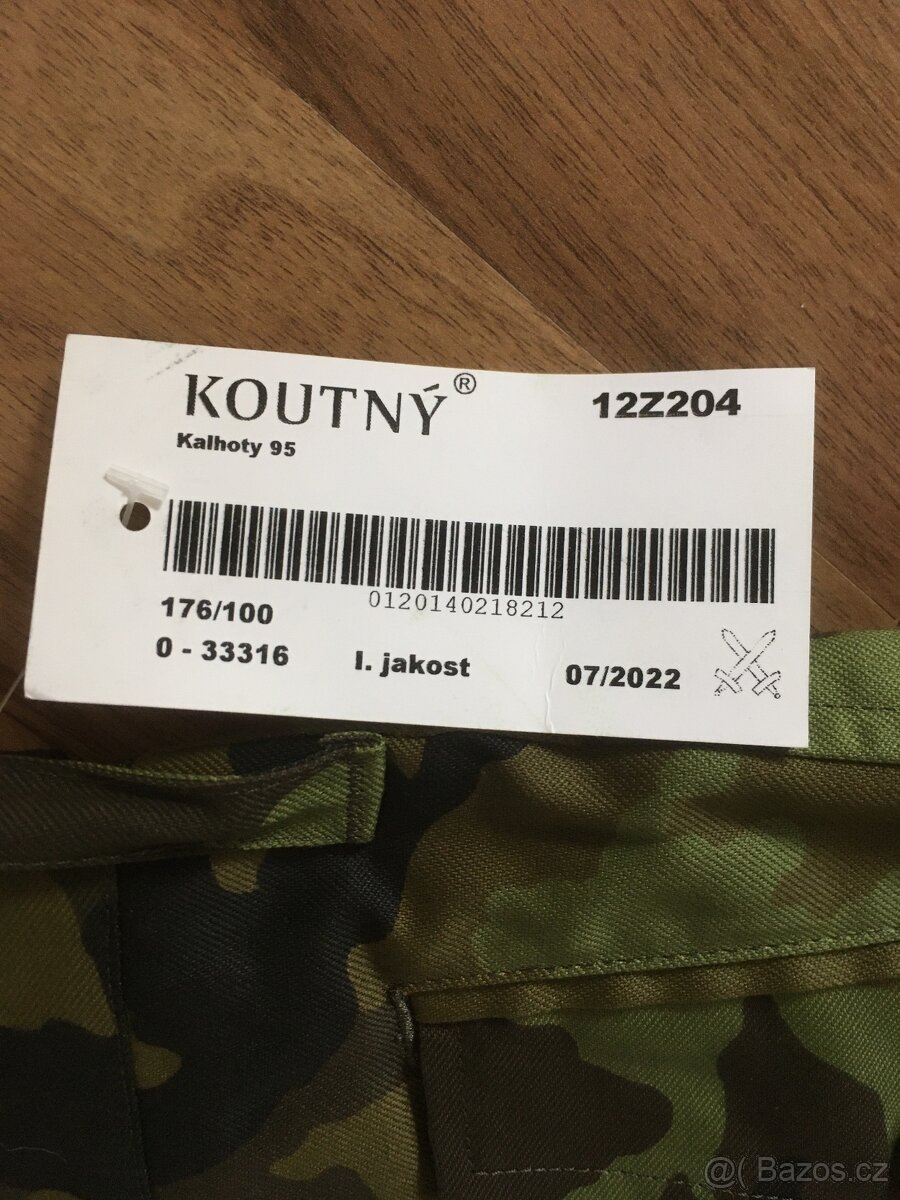 KOUTNÝ® 12Z204
Kalhoty 95
0120140218212
176/100
0 - 33316 I. jakost 07/2022
@( Bazos.cz